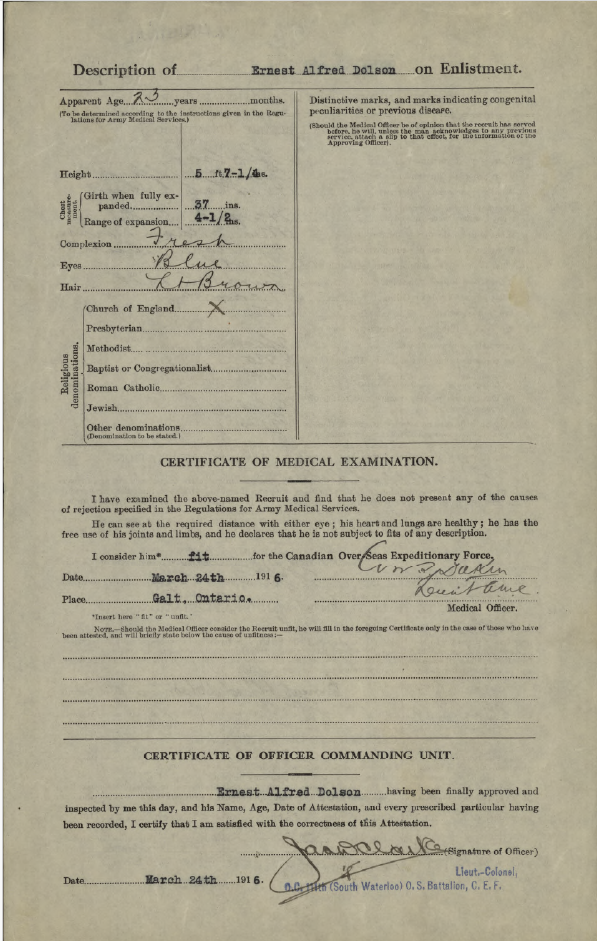 Description of Ernest Alfred Dolson on Enlistment.
Apparent Age 23 years months.
(To be determined according to the instructions given in the Regulations for Army Medical Services.)
Height 5 ft. 7-1/4 ins.
Chest measurement.
Girth when fully expanded 37 ins.
Range of expansion 4-1/2 ins.
Complexion Fresh
Eyes Blue
Hair Lt Brown
Religious denominations.
Church of England X
Presbyterian
Methodist
Baptist or Congregationalist
Roman Catholic
Jewish
Other denominations
(Denomination to be stated.)
Distinctive marks, and marks indicating congenital
peculiarities or previous disease.
(Should the Medical Officer be of opinion that the recruit has served
before, he will, unless the man acknowledges to any previous
service, attach a slip to that effect, for the information of the
Approving Officer).
CERTIFICATE OF MEDICAL EXAMINATION.
I have examined the above-named Recruit and find that he does not present any of the causes
of rejection specified in the Regulations for Army Medical Services.
He can see at the required distance with either eye ; his heart and lungs are healthy ; he has the
free use of his joints and limbs, and he declares that he is not subject to fits of any description.
I consider him* fit for the Canadian Over-Seas Expeditionary Force.
Date March 24th 1916.
Place Galt, Ontario.
Medical Officer.
*Insert here "fit" or "unfit."
NOTE.—Should the Medical Officer consider the Recruit unfit, he will fill in the foregoing Certificate only in the case of those who have
been attested, and will briefly state below the cause of unfitness:—
CERTIFICATE OF OFFICER COMMANDING UNIT.
Ernest Alfred Dolson having been finally approved and
inspected by me this day, and his Name, Age, Date of Attestation, and every prescribed particular having
been recorded, I certify that I am satisfied with the correctness of this Attestation.
(Signature of Officer)
Lieut.-Colonel,
Date March 24th 1916.
(South Waterloo) O. S. Battalion, C. E. F.